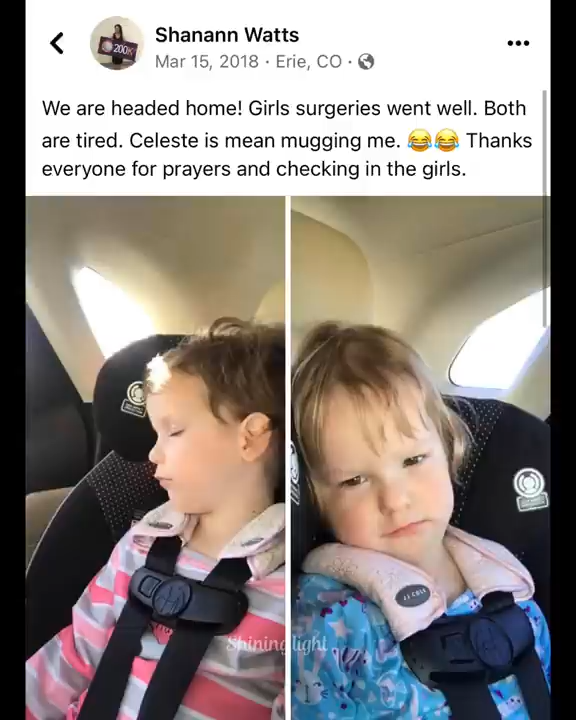 Shanann Watts
Mar 15, 2018 · Erie, CO ·
We are headed home! Girls surgeries went well. Both
are tired. Celeste is mean mugging me. 😂😂 Thanks
everyone for prayers and checking in the girls.
200K
Shining light